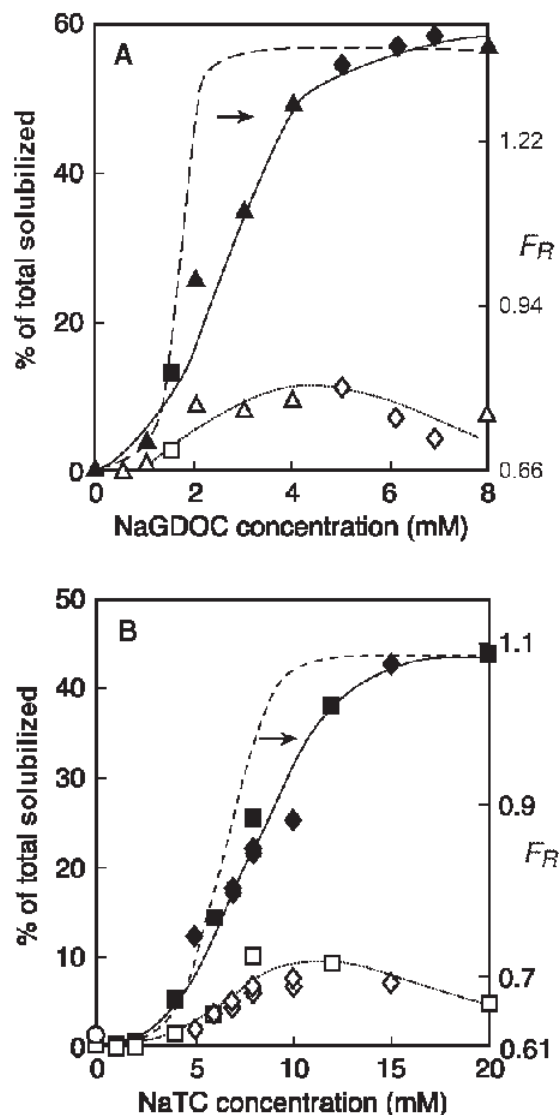 A
60
40
20
0
% of total solubilized
1.22
0.94
0.66
F_R
0 2 4 6 8
NaGDOC concentration (mM)
B
50
40
30
20
10
0
% of total solubilized
1.1
0.9
0.7
0.61
F_R
0 5 10 15 20
NaTC concentration (mM)